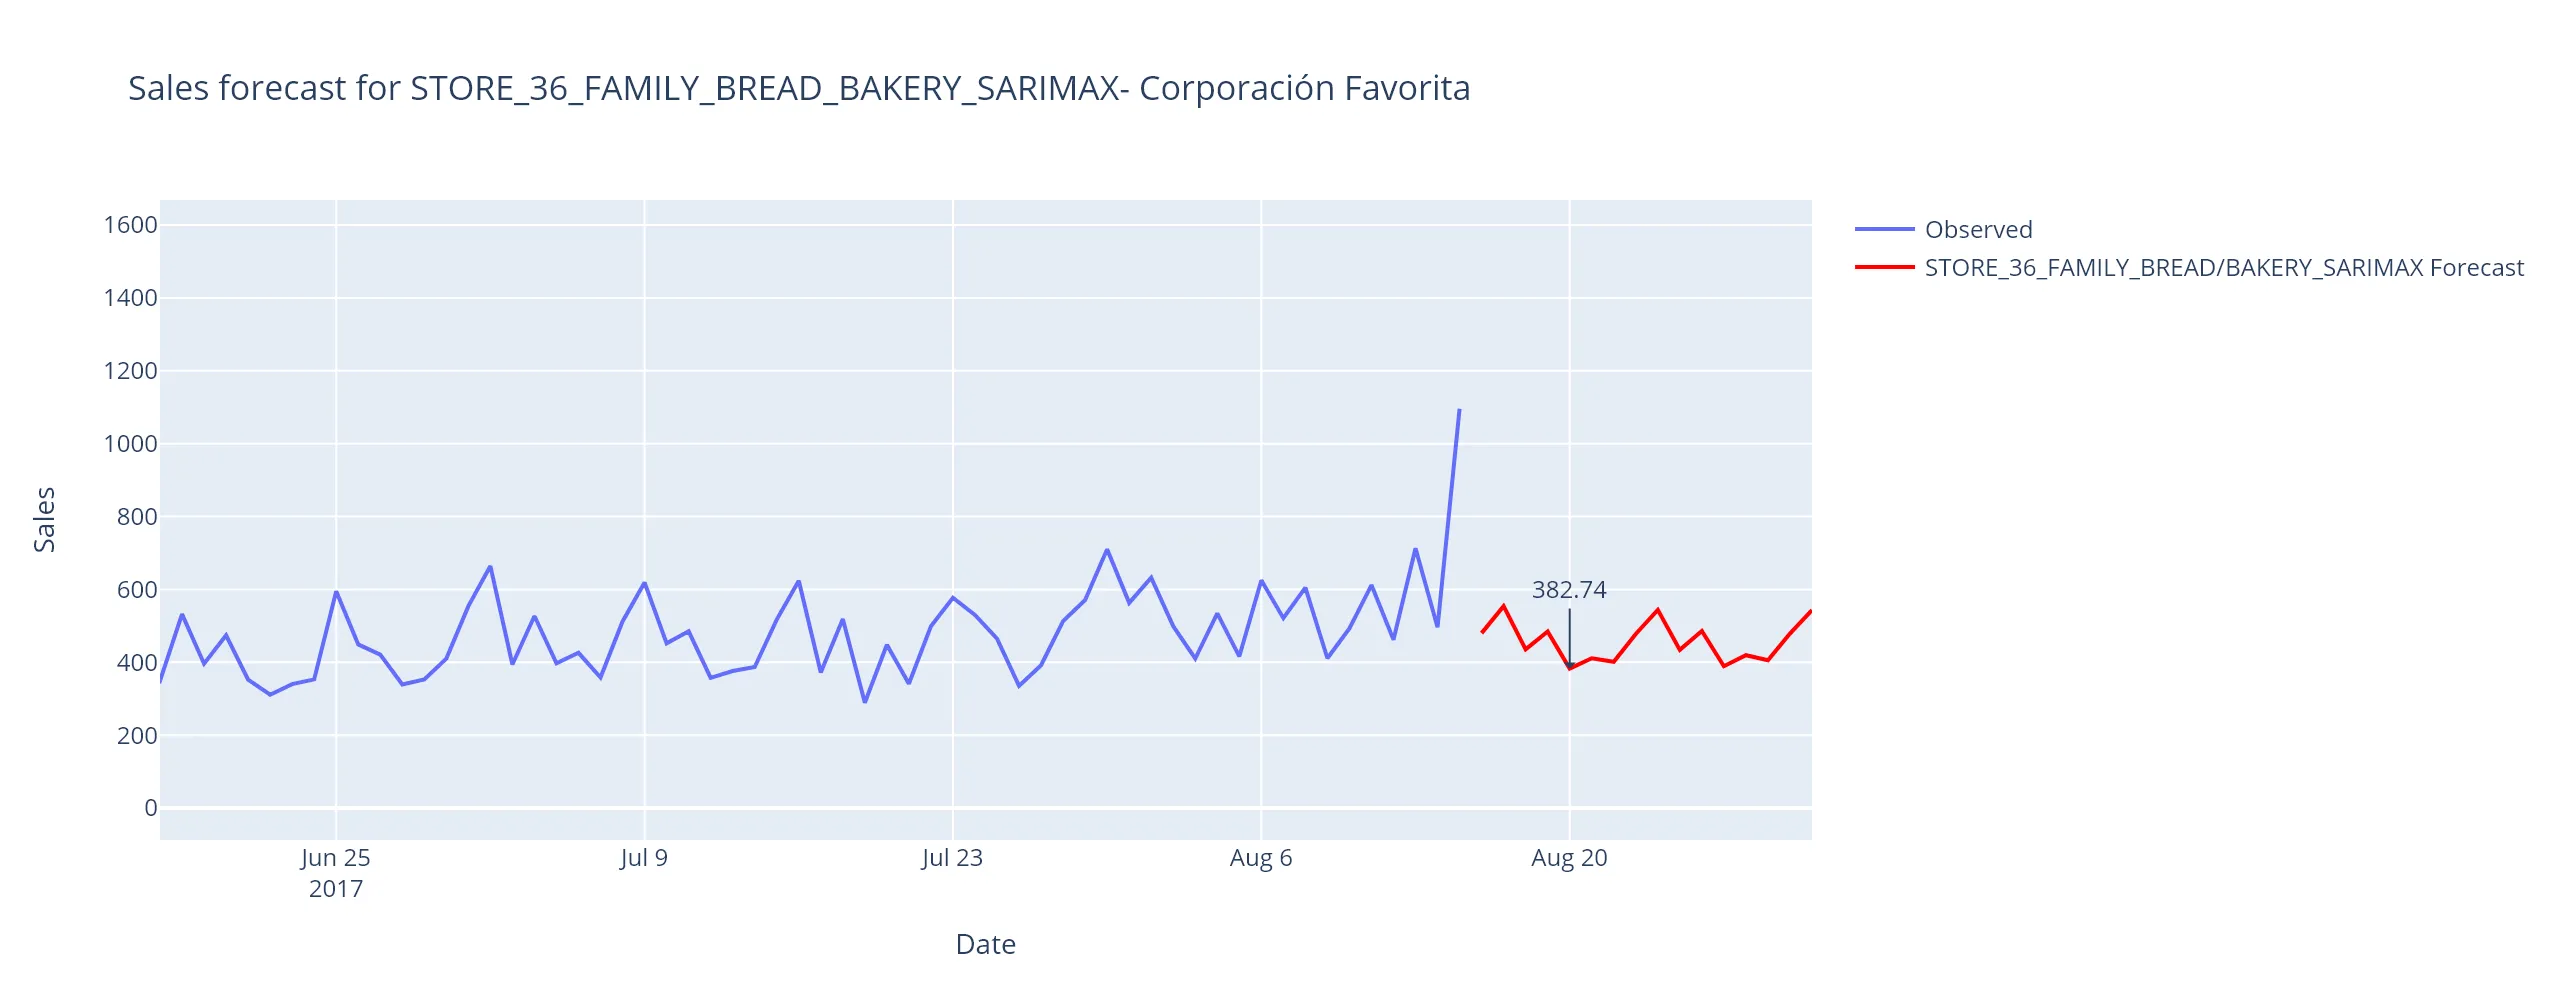 Sales forecast for STORE_36_FAMILY_BREAD_BAKERY_SARIMAX- Corporación Favorita
Observed
STORE_36_FAMILY_BREAD/BAKERY_SARIMAX Forecast
1600
1400
1200
1000
800
600
400
200
0
Sales
382.74
Jun 25
2017
Jul 9
Jul 23
Aug 6
Aug 20
Date